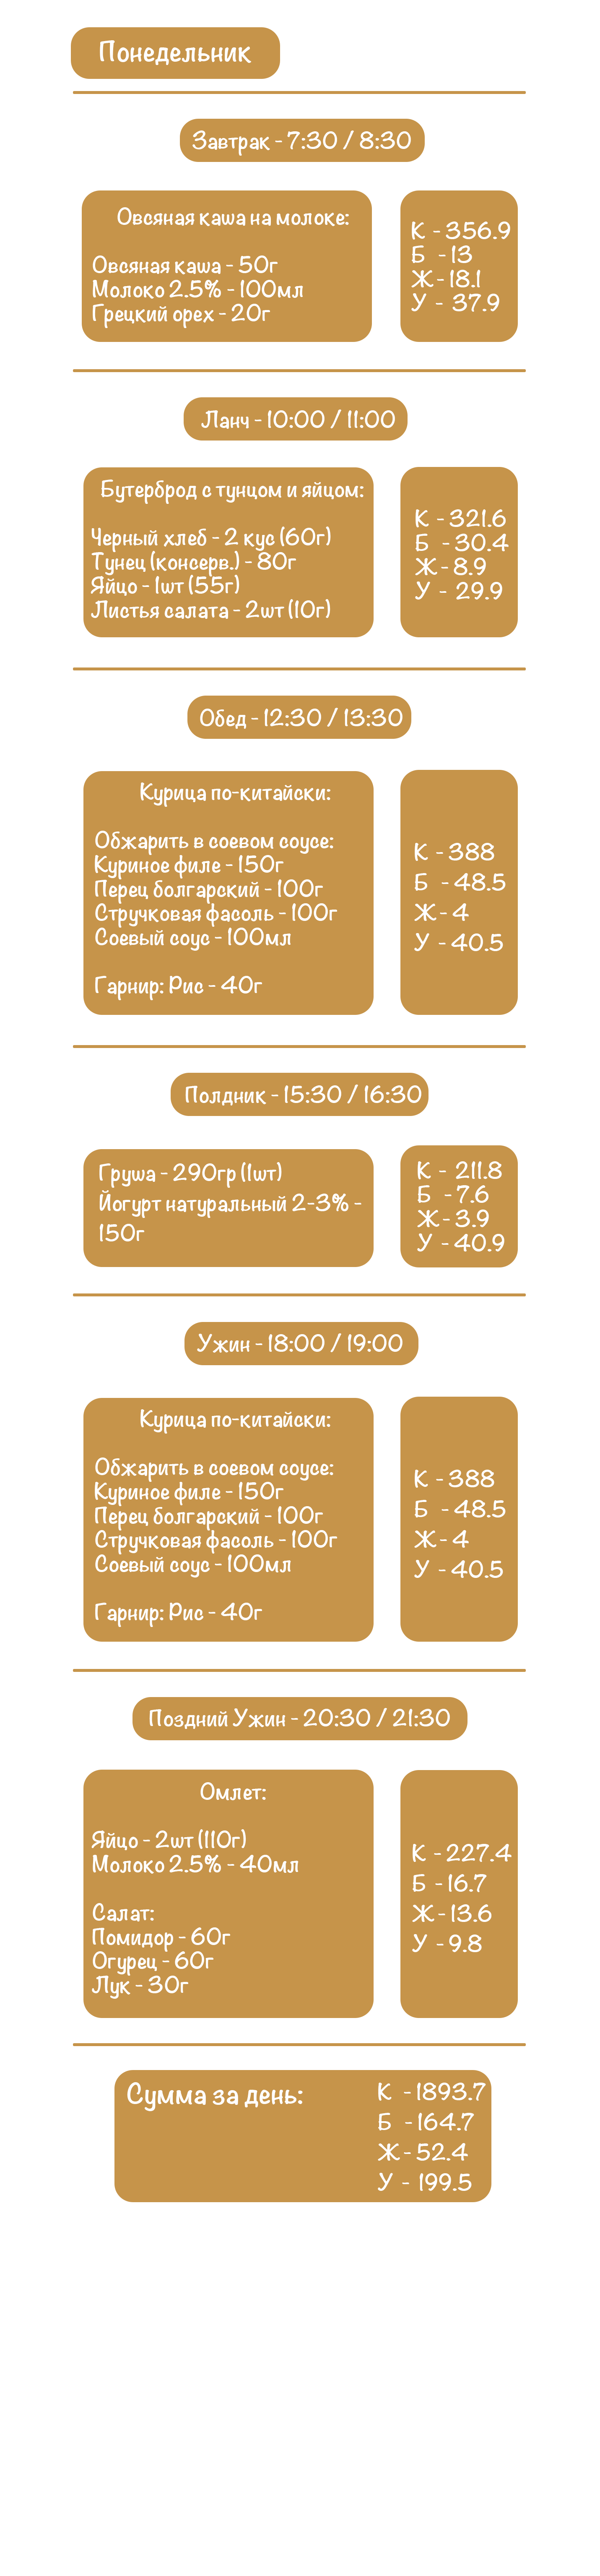 Понедельник
Завтрак - 7:30 / 8:30
Овсяная каша на молоке:
Овсяная каша - 50г
Молоко 2.5% - 100мл
Грецкий орех - 20г
К - 356.9
Б - 13
Ж - 18.1
У - 37.9
Ланч - 10:00 / 11:00
Бутерброд с тунцом и яйцом:
Черный хлеб - 2 кус (60г)
Тунец (консерв.) - 80г
Яйцо - 1шт (55г)
Листья салата - 2шт (10г)
К - 321.6
Б - 30.4
Ж - 8.9
У - 29.9
Обед - 12:30 / 13:30
Курица по-китайски:
Обжарить в соевом соусе:
Куриное филе - 150г
Перец болгарский - 100г
Стручковая фасоль - 100г
Соевый соус - 100мл
Гарнир: Рис - 40г
К - 388
Б - 48.5
Ж - 4
У - 40.5
Полдник - 15:30 / 16:30
Груша - 290гр (1шт)
Йогурт натуральный 2-3% -
150г
К - 211.8
Б - 7.6
Ж - 3.9
У - 40.9
Ужин - 18:00 / 19:00
Курица по-китайски:
Обжарить в соевом соусе:
Куриное филе - 150г
Перец болгарский - 100г
Стручковая фасоль - 100г
Соевый соус - 100мл
Гарнир: Рис - 40г
К - 388
Б - 48.5
Ж - 4
У - 40.5
Поздний Ужин - 20:30 / 21:30
Омлет:
Яйцо - 2шт (110г)
Молоко 2.5% - 40мл
Салат:
Помидор - 60г
Огурец - 60г
Лук - 30г
К - 227.4
Б - 16.7
Ж - 13.6
У - 9.8
Сумма за день:
К - 1893.7
Б - 164.7
Ж - 52.4
У - 199.5